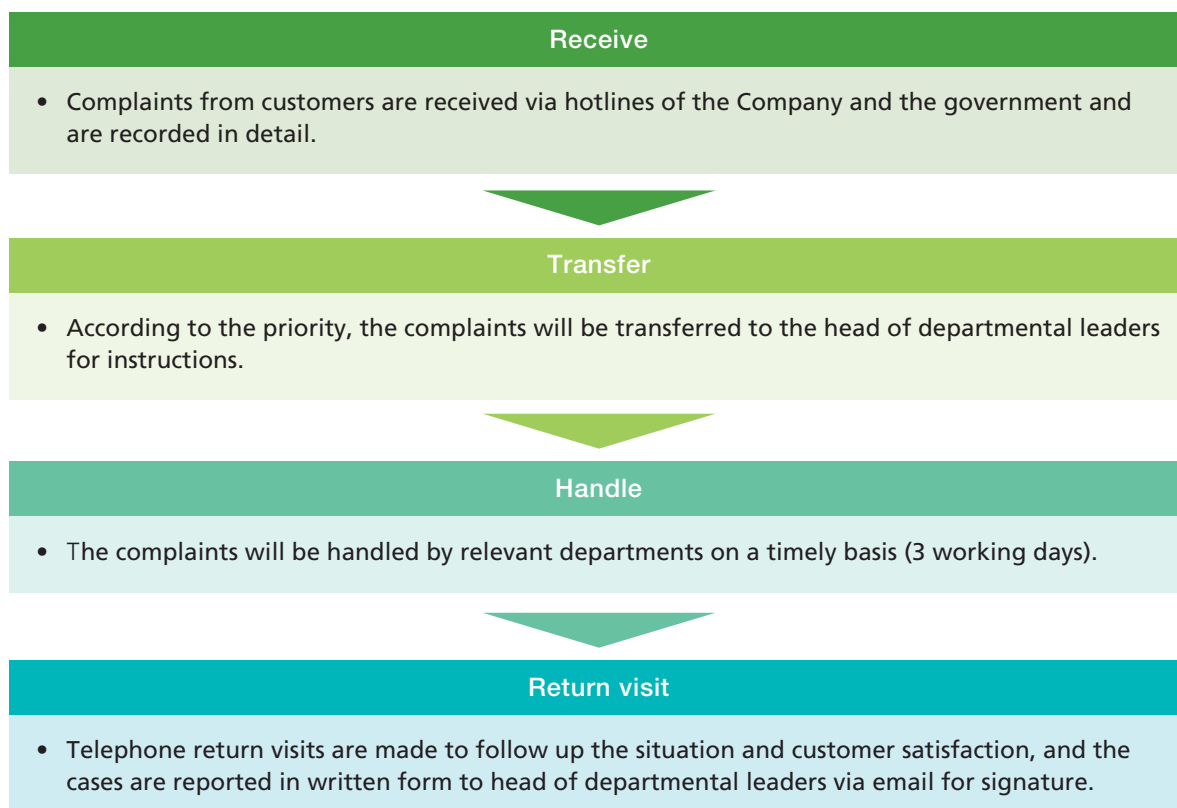 Receive
• Complaints from customers are received via hotlines of the Company and the government and
are recorded in detail.
Transfer
• According to the priority, the complaints will be transferred to the head of departmental leaders
for instructions.
Handle
• The complaints will be handled by relevant departments on a timely basis (3 working days).
Return visit
• Telephone return visits are made to follow up the situation and customer satisfaction, and the
cases are reported in written form to head of departmental leaders via email for signature.